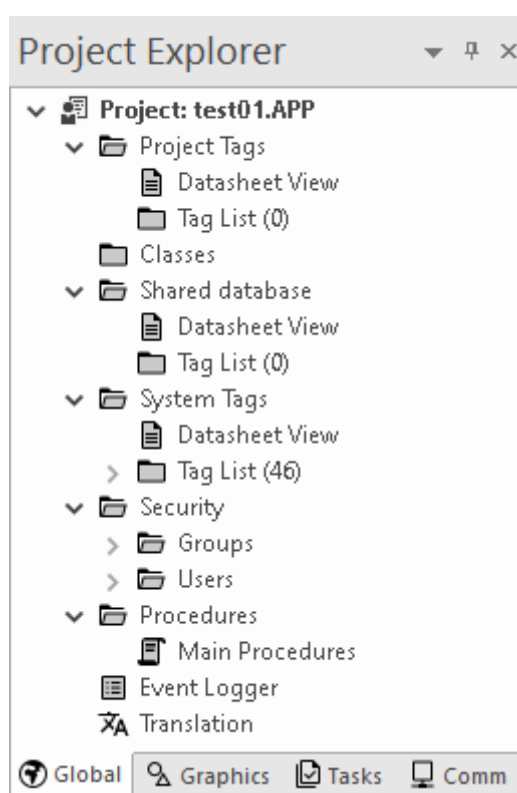 Project Explorer
Project: test01.APP
Project Tags
Datasheet View
Tag List (0)
Classes
Shared database
Datasheet View
Tag List (0)
System Tags
Datasheet View
Tag List (46)
Security
Groups
Users
Procedures
Main Procedures
Event Logger
Translation
Global Graphics Tasks Comm